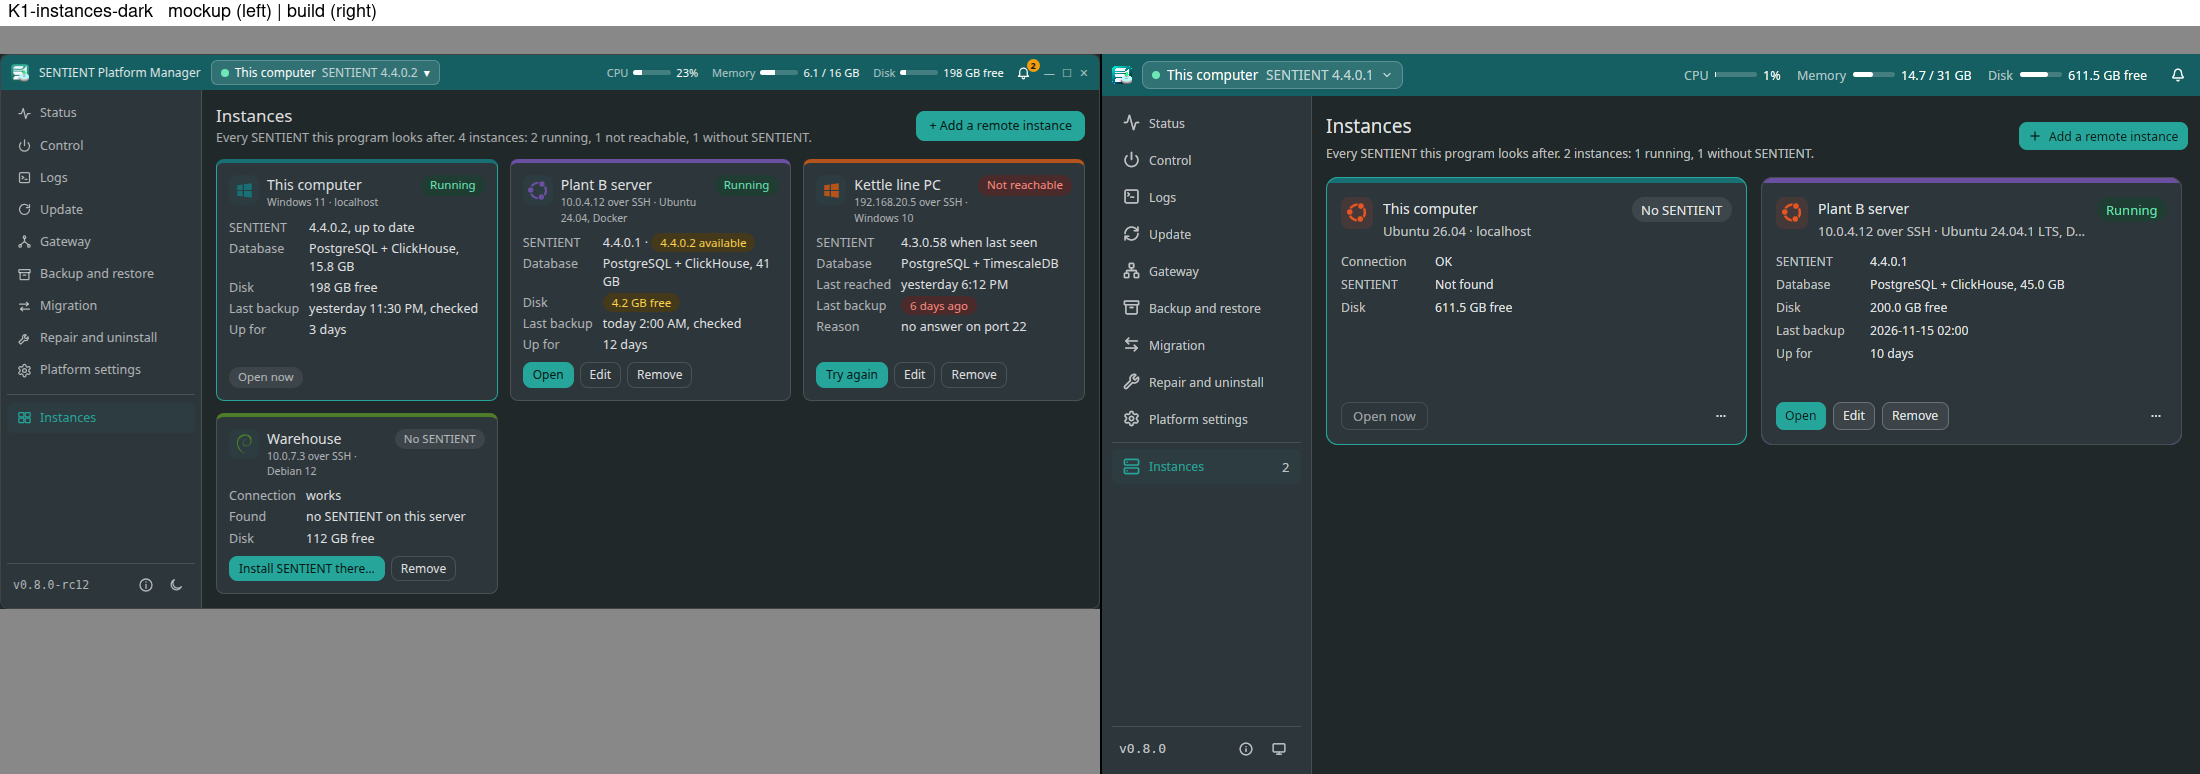 K1-instances-dark   mockup (left) | build (right)
SENTIENT Platform Manager
This computer SENTIENT 4.4.0.2 ▾
CPU 23% Memory 6.1 / 16 GB Disk 198 GB free 2
Status
Control
Logs
Update
Gateway
Backup and restore
Migration
Repair and uninstall
Platform settings
Instances
v0.8.0-rc12
Instances
Every SENTIENT this program looks after. 4 instances: 2 running, 1 not reachable, 1 without SENTIENT.
+ Add a remote instance
This computer Running
Windows 11 · localhost
SENTIENT 4.4.0.2, up to date
Database PostgreSQL + ClickHouse,
15.8 GB
Disk 198 GB free
Last backup yesterday 11:30 PM, checked
Up for 3 days
Open now
Plant B server Running
10.0.4.12 over SSH · Ubuntu
24.04, Docker
SENTIENT 4.4.0.1 · 4.4.0.2 available
Database PostgreSQL + ClickHouse, 41
GB
Disk 4.2 GB free
Last backup today 2:00 AM, checked
Up for 12 days
Open Edit Remove
Kettle line PC Not reachable
192.168.20.5 over SSH ·
Windows 10
SENTIENT 4.3.0.58 when last seen
Database PostgreSQL + TimescaleDB
Last reached yesterday 6:12 PM
Last backup 6 days ago
Reason no answer on port 22
Try again Edit Remove
Warehouse No SENTIENT
10.0.7.3 over SSH ·
Debian 12
Connection works
Found no SENTIENT on this server
Disk 112 GB free
Install SENTIENT there... Remove
This computer SENTIENT 4.4.0.1
CPU 1% Memory 14.7 / 31 GB Disk 611.5 GB free
Status
Control
Logs
Update
Gateway
Backup and restore
Migration
Repair and uninstall
Platform settings
Instances 2
v0.8.0
Instances
Every SENTIENT this program looks after. 2 instances: 1 running, 1 without SENTIENT.
+ Add a remote instance
This computer No SENTIENT
Ubuntu 26.04 · localhost
Connection OK
SENTIENT Not found
Disk 611.5 GB free
Open now ...
Plant B server Running
10.0.4.12 over SSH · Ubuntu 24.04.1 LTS, D...
SENTIENT 4.4.0.1
Database PostgreSQL + ClickHouse, 45.0 GB
Disk 200.0 GB free
Last backup 2026-11-15 02:00
Up for 10 days
Open Edit Remove ...